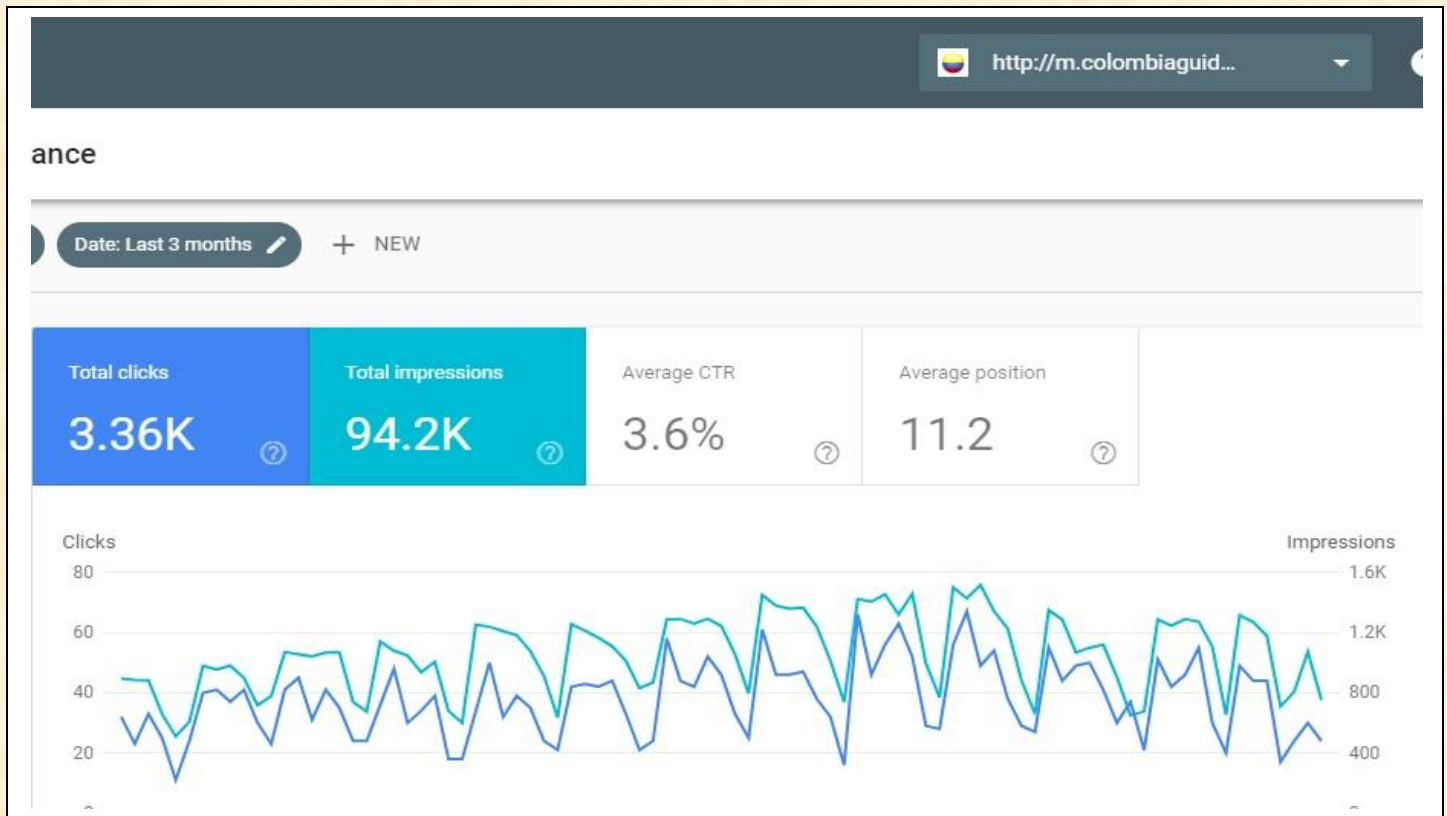 http://m.colombiaguid...
ance
Date: Last 3 months
+ NEW
Total clicks
Total impressions
Average CTR
Average position
3.36K
94.2K
3.6%
11.2
Clicks
Impressions
80
1.6K
60
1.2K
40
800
20
400